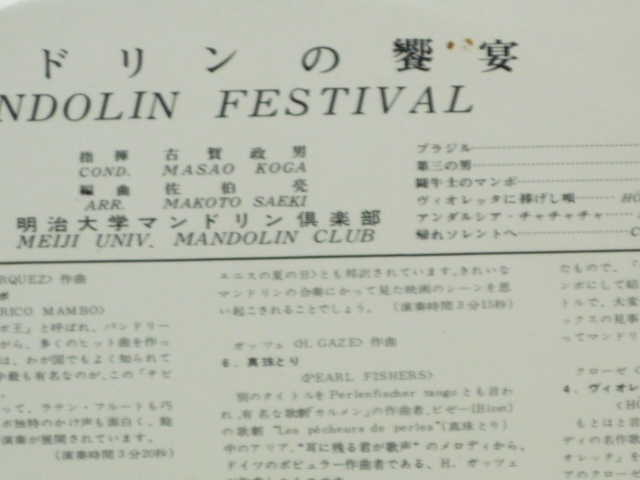 ドリンの饗宴
NDOLIN FESTIVAL
指揮 古賀政男
COND. MASAO KOGA
編曲 佐伯亮
ARR. MAKOTO SAEKI
明治大学マンドリン倶楽部
MEIJI UNIV. MANDOLIN CLUB
ブラジル
第三の男
闘牛士のマンボ
ヴィオレッタに捧げし唄
アンダルシア・チャチャチャ
帰れソレントへ
RQUEZ〉作曲
ボ
RICO MAMBO〉
ボ王」と呼ばれ、パンドリー
がら、多くのヒット曲を作っ
は、わが国でもよく知られて
中最も有名なのが、この「チピ
って、ラテン・フルートも巧
ボ独特のかけ声も面白く、鮑
演奏が展開されています。
(演奏時間3分20秒)
ェニスの夏の日〉とも邦訳されています。きれいな
マンドリンの合奏にかって見た映画のシーンを思
い起こされることでしょう。 (演奏時間3分15秒)
ガッツェ 〈H. GAZE〉作曲
6. 真珠とり
〈PEARL FISHERS〉
別のタイトルを Perlenfischer tango とも言わ
れ、有名な歌劇「カルメン」の作曲者、ビゼー(Bizet)
の歌劇 "Les pêcheurs de perles"(真珠とり)
中のアリア、"耳に残る君が歌声" のメロディから、
ドイツのポピュラー作曲者である、H. ガッツェ
たもので、「
ンボにして紹
トルで、大変
ックスの見事
ってマンドリ
クローゼ〈
4. ヴィオレ
〈HO
もとはと言
ディの名作歌
オレッタ」を
アのクローゼ